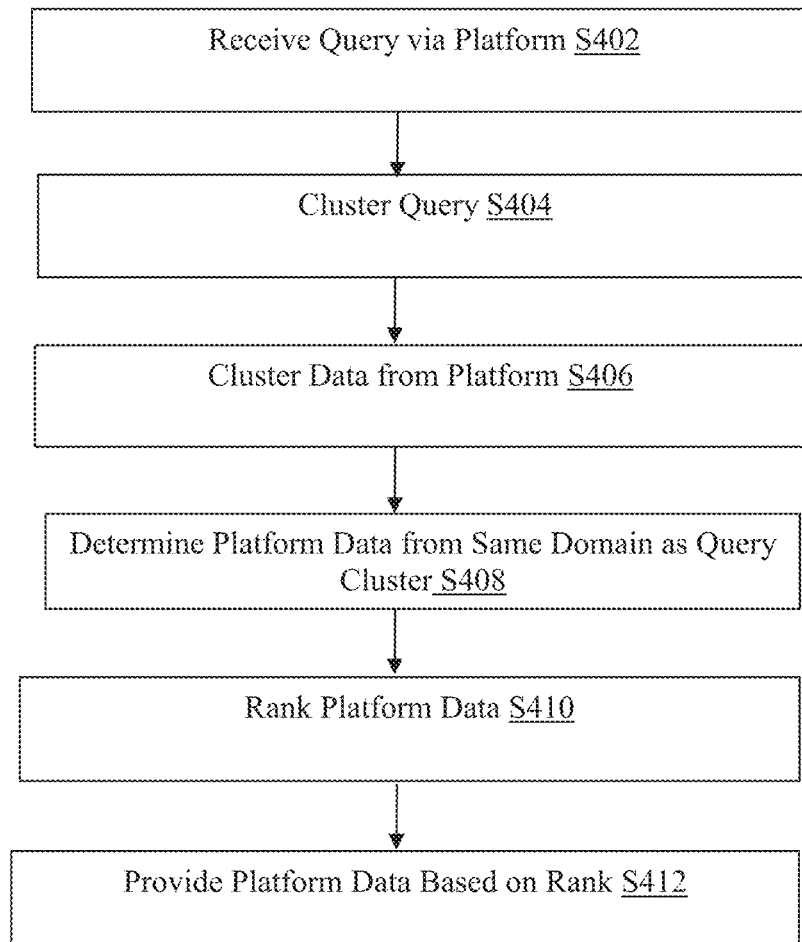 Receive Query via Platform S402
Cluster Query S404
Cluster Data from Platform S406
Determine Platform Data from Same Domain as Query
Cluster S408
Rank Platform Data S410
Provide Platform Data Based on Rank S412